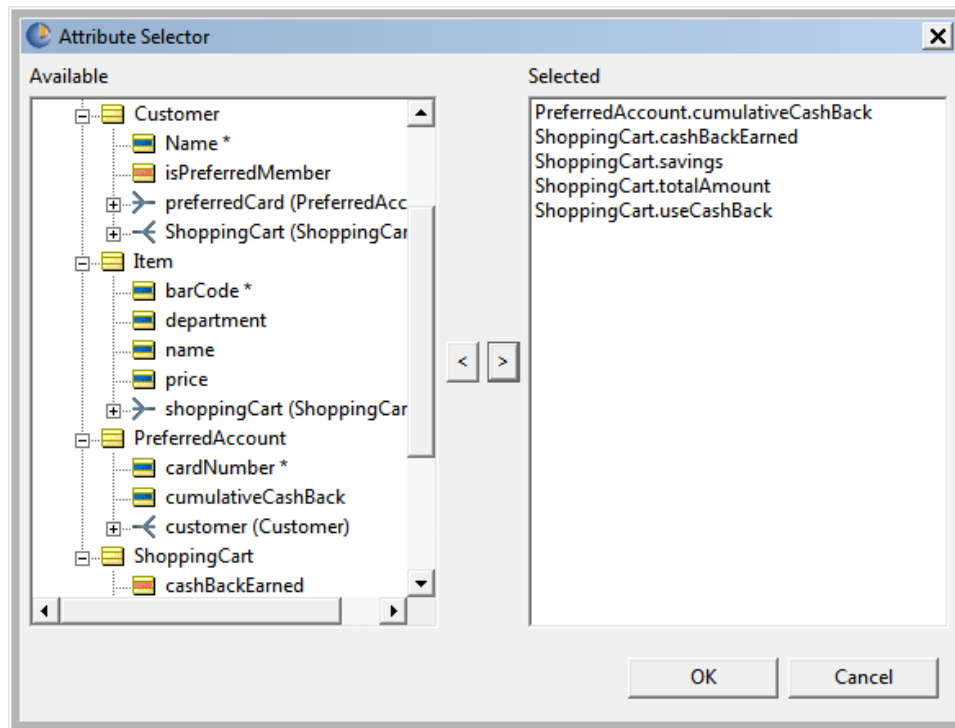 Attribute Selector
Available
Customer
Name *
isPreferredMember
preferredCard (PreferredAcc
ShoppingCart (ShoppingCar
Item
barCode *
department
name
price
shoppingCart (ShoppingCar
PreferredAccount
cardNumber *
cumulativeCashBack
customer (Customer)
ShoppingCart
cashBackEarned
< >
Selected
PreferredAccount.cumulativeCashBack
ShoppingCart.cashBackEarned
ShoppingCart.savings
ShoppingCart.totalAmount
ShoppingCart.useCashBack
OK
Cancel